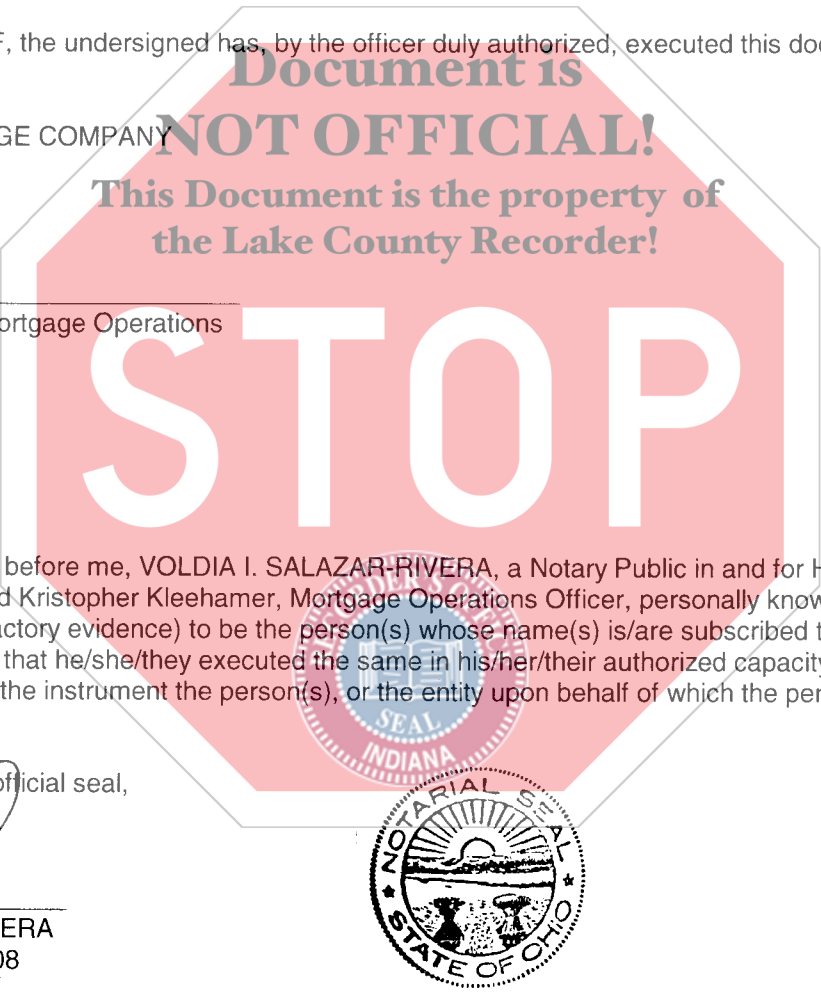 F, the undersigned has, by the officer duly authorized, executed this doc
Document is
GE COMPANY
NOT OFFICIAL!
This Document is the property of
the Lake County Recorder!
ortgage Operations
STOP
before me, VOLDIA I. SALAZAR-RIVERA, a Notary Public in and for H
d Kristopher Kleehamer, Mortgage Operations Officer, personally know
actory evidence) to be the person(s) whose name(s) is/are subscribed t
that he/she/they executed the same in his/her/their authorized capacity
the instrument the person(s), or the entity upon behalf of which the per
RECORDER'S OFFICE
SEAL
INDIANA
official seal,
NOTARIAL SEAL
STATE OF OHIO
ERA
08